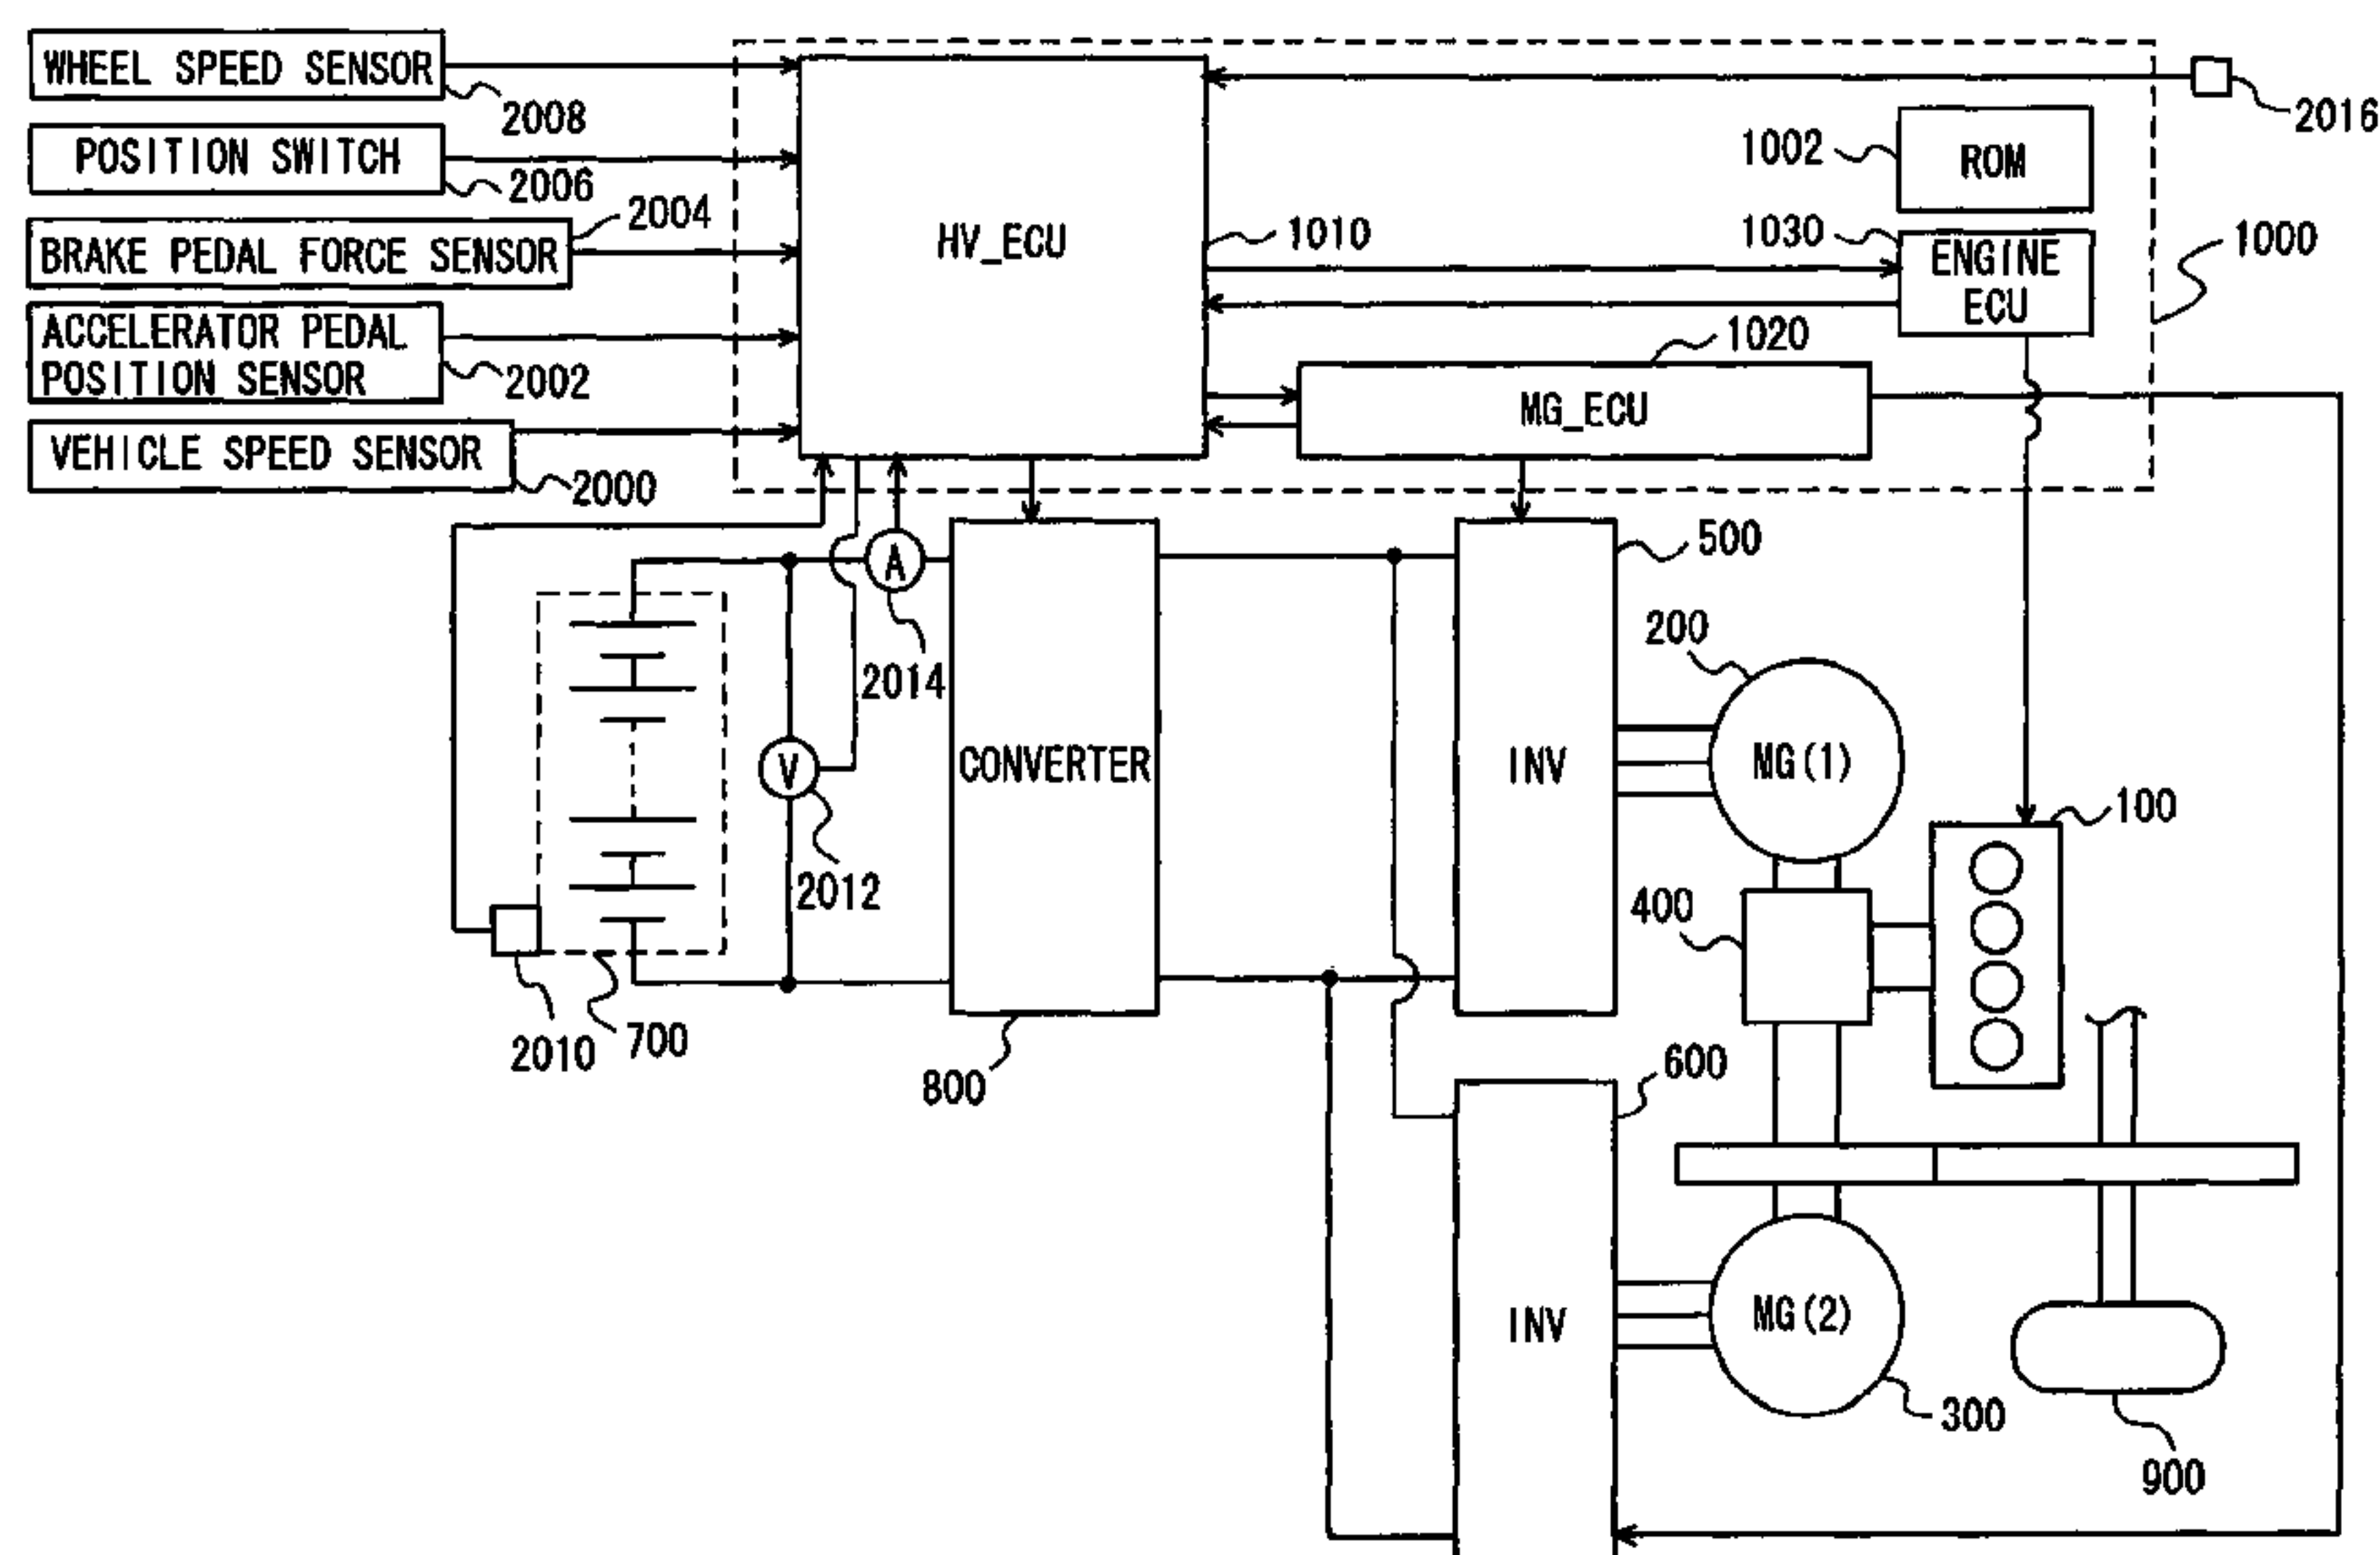 WHEEL SPEED SENSOR
2008
POSITION SWITCH
2006
2004
BRAKE PEDAL FORCE SENSOR
ACCELERATOR PEDAL
POSITION SENSOR
2002
VEHICLE SPEED SENSOR
2000
HV_ECU
1010
2016
1002
ROM
1030
ENGINE
ECU
1000
1020
MG_ECU
A
2014
V
2012
2010
700
CONVERTER
800
500
INV
200
MG(1)
100
400
600
INV
MG(2)
300
900